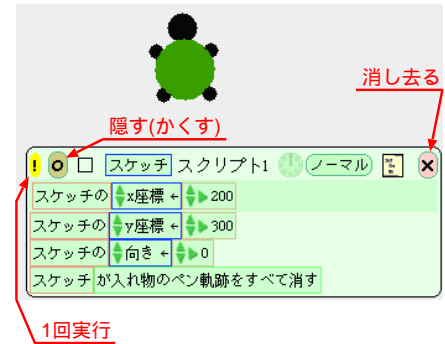 消し去る
隠す(かくす)
! スケッチ スクリプト1 ノーマル ×
スケッチの x座標 ← 200
スケッチの y座標 ← 300
スケッチの 向き ← 0
スケッチ が入れ物のペン軌跡をすべて消す
1回実行